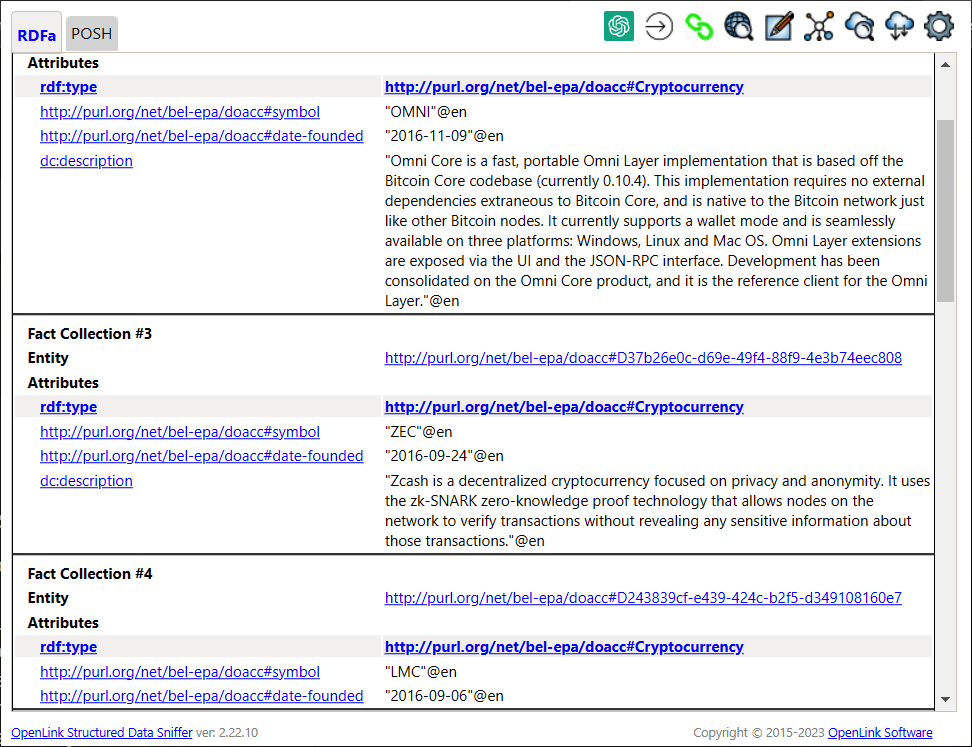 RDFa POSH
Attributes
rdf:type http://purl.org/net/bel-epa/doacc#Cryptocurrency
http://purl.org/net/bel-epa/doacc#symbol "OMNI"@en
http://purl.org/net/bel-epa/doacc#date-founded "2016-11-09"@en
dc:description "Omni Core is a fast, portable Omni Layer implementation that is based off the
Bitcoin Core codebase (currently 0.10.4). This implementation requires no external
dependencies extraneous to Bitcoin Core, and is native to the Bitcoin network just
like other Bitcoin nodes. It currently supports a wallet mode and is seamlessly
available on three platforms: Windows, Linux and Mac OS. Omni Layer extensions
are exposed via the UI and the JSON-RPC interface. Development has been
consolidated on the Omni Core product, and it is the reference client for the Omni
Layer."@en
Fact Collection #3
Entity http://purl.org/net/bel-epa/doacc#D37b26e0c-d69e-49f4-88f9-4e3b74eec808
Attributes
rdf:type http://purl.org/net/bel-epa/doacc#Cryptocurrency
http://purl.org/net/bel-epa/doacc#symbol "ZEC"@en
http://purl.org/net/bel-epa/doacc#date-founded "2016-09-24"@en
dc:description "Zcash is a decentralized cryptocurrency focused on privacy and anonymity. It uses
the zk-SNARK zero-knowledge proof technology that allows nodes on the
network to verify transactions without revealing any sensitive information about
those transactions."@en
Fact Collection #4
Entity http://purl.org/net/bel-epa/doacc#D243839cf-e439-424c-b2f5-d349108160e7
Attributes
rdf:type http://purl.org/net/bel-epa/doacc#Cryptocurrency
http://purl.org/net/bel-epa/doacc#symbol "LMC"@en
http://purl.org/net/bel-epa/doacc#date-founded "2016-09-06"@en
OpenLink Structured Data Sniffer ver: 2.22.10 Copyright © 2015-2023 OpenLink Software